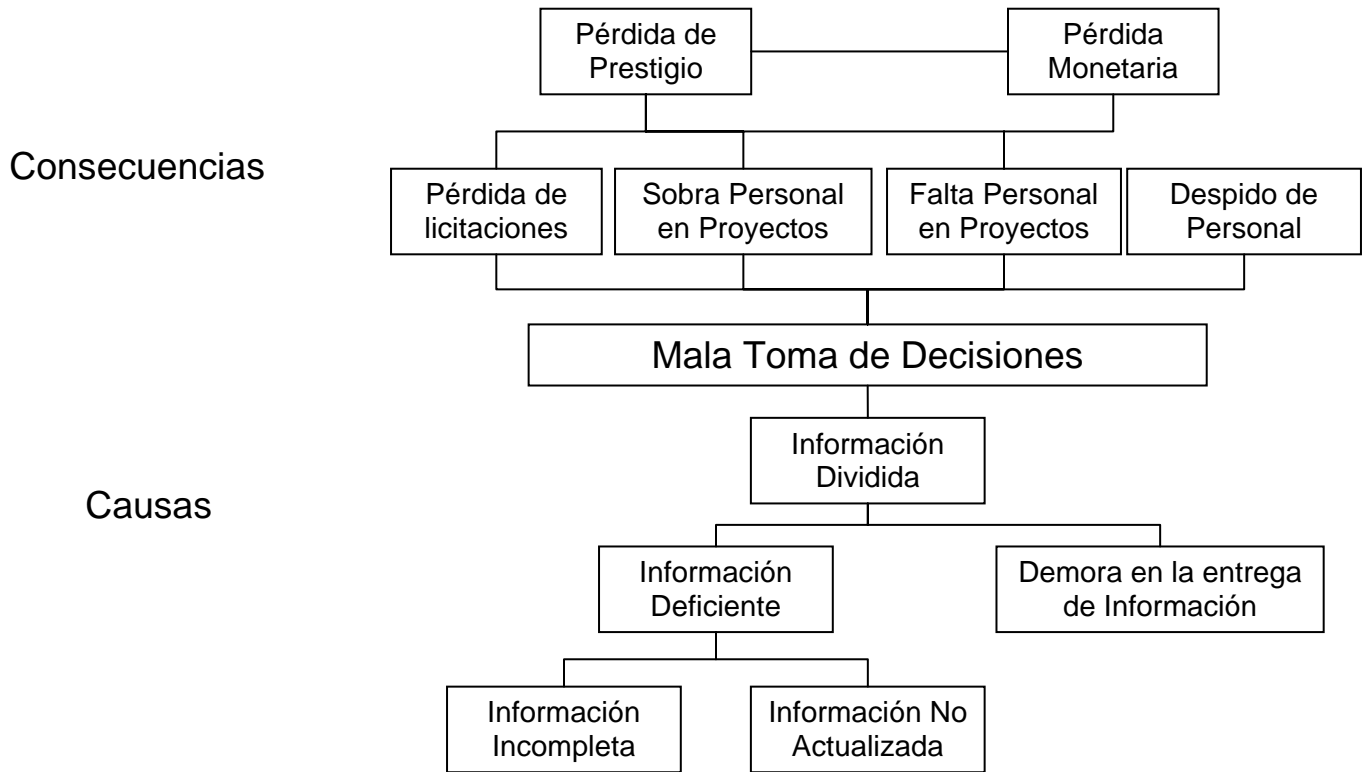 Pérdida de
Prestigio
Pérdida
Monetaria
Consecuencias
Pérdida de
licitaciones
Sobra Personal
en Proyectos
Falta Personal
en Proyectos
Despido de
Personal
Mala Toma de Decisiones
Información
Dividida
Causas
Información
Deficiente
Demora en la entrega
de Información
Información
Incompleta
Información No
Actualizada